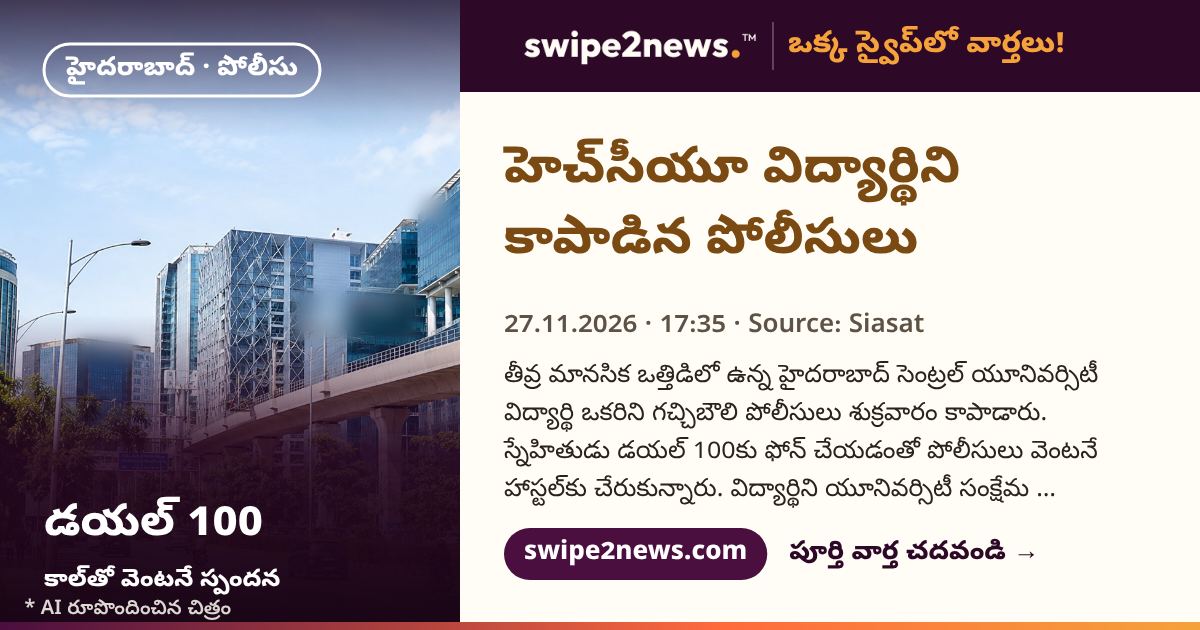 హైదరాబాద్ · పోలీసు
swipe2news.™
ఒక్క స్వైప్‌లో వార్తలు!
హెచ్‌సీయూ విద్యార్థిని
కాపాడిన పోలీసులు
27.11.2026 · 17:35 · Source: Siasat
తీవ్ర మానసిక ఒత్తిడిలో ఉన్న హైదరాబాద్ సెంట్రల్ యూనివర్సిటీ
విద్యార్థి ఒకరిని గచ్చిబౌలి పోలీసులు శుక్రవారం కాపాడారు.
స్నేహితుడు డయల్ 100కు ఫోన్ చేయడంతో పోలీసులు వెంటనే
హాస్టల్‌కు చేరుకున్నారు. విద్యార్థిని యూనివర్సిటీ సంక్షేమ ...
swipe2news.com
పూర్తి వార్త చదవండి →
డయల్ 100
కాల్‌తో వెంటనే స్పందన
* AI రూపొందించిన చిత్రం